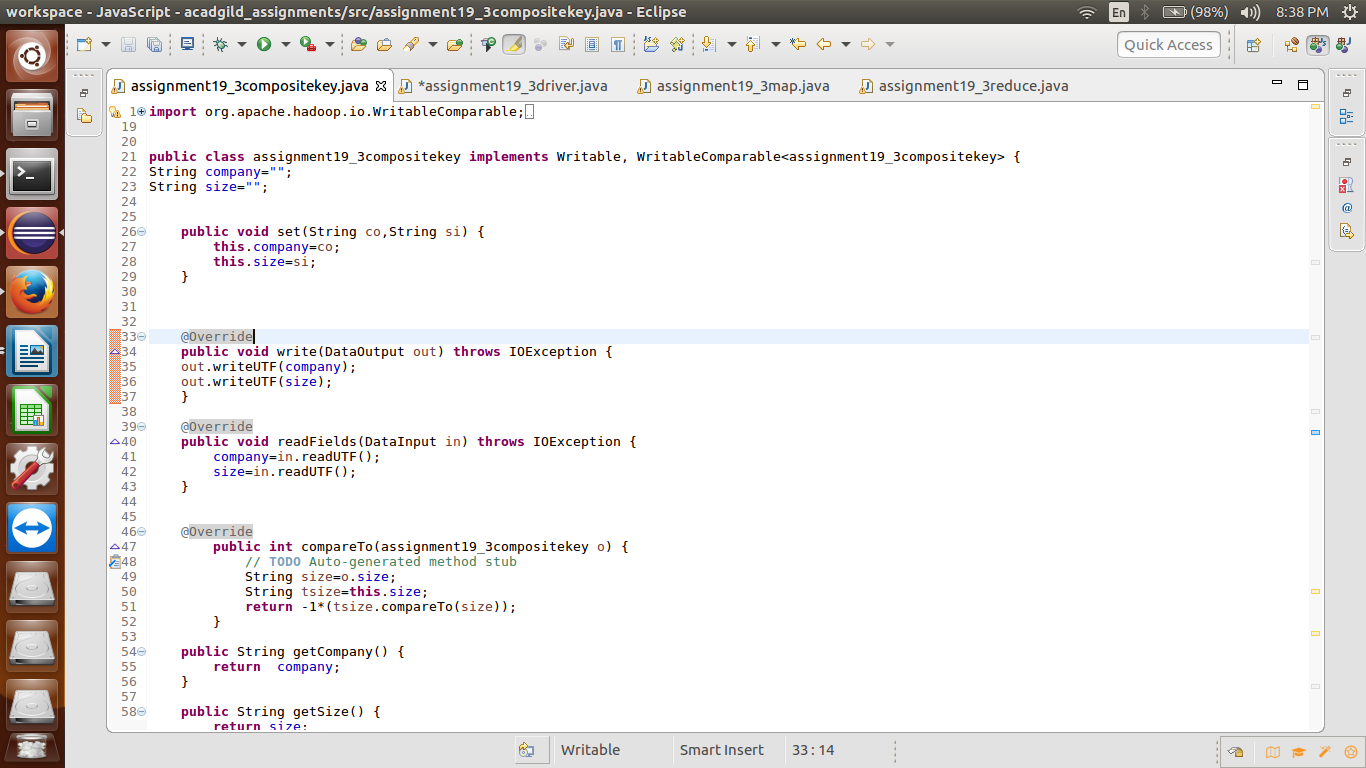 workspace - JavaScript - acadgild_assignments/src/assignment19_3compositekey.java - Eclipse
En (98%) 8:38 PM
Quick Access
assignment19_3compositekey.java *assignment19_3driver.java assignment19_3map.java assignment19_3reduce.java
1 import org.apache.hadoop.io.WritableComparable;
19
20
21 public class assignment19_3compositekey implements Writable, WritableComparable<assignment19_3compositekey> {
22 String company="";
23 String size="";
24
25
26 public void set(String co,String si) {
27 this.company=co;
28 this.size=si;
29 }
30
31
32
33 @Override
34 public void write(DataOutput out) throws IOException {
35 out.writeUTF(company);
36 out.writeUTF(size);
37 }
38
39 @Override
40 public void readFields(DataInput in) throws IOException {
41 company=in.readUTF();
42 size=in.readUTF();
43 }
44
45
46 @Override
47 public int compareTo(assignment19_3compositekey o) {
48 // TODO Auto-generated method stub
49 String size=o.size;
50 String tsize=this.size;
51 return -1*(tsize.compareTo(size));
52 }
53
54 public String getCompany() {
55 return  company;
56 }
57
58 public String getSize() {
return size;
Writable Smart Insert 33 : 14